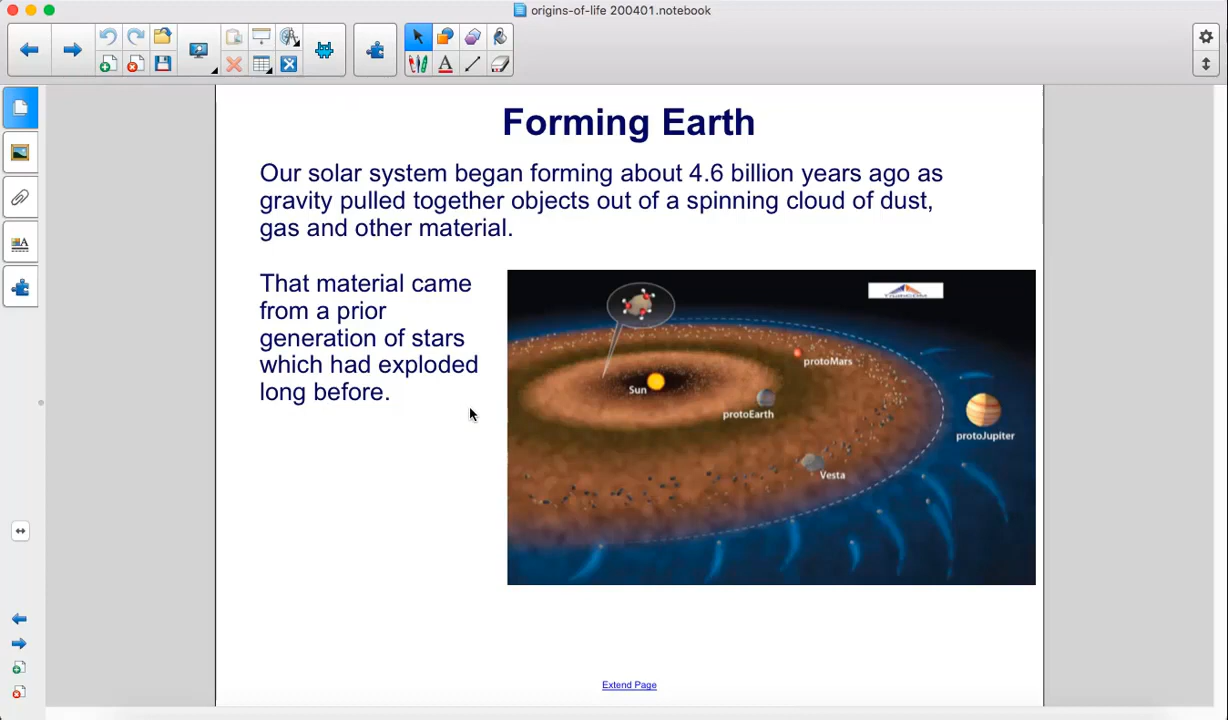 origins-of-life 200401.notebook
Forming Earth
Our solar system began forming about 4.6 billion years ago as
gravity pulled together objects out of a spinning cloud of dust,
gas and other material.
That material came
from a prior
generation of stars
which had exploded
long before.
protoMars
Sun
protoEarth
protoJupiter
Vesta
Extend Page